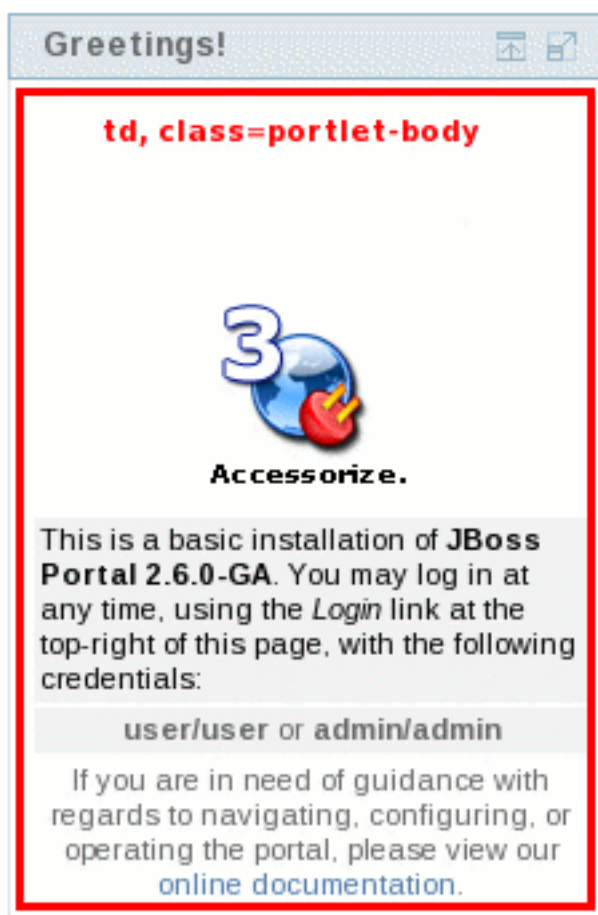 Greetings!
td, class=portlet-body
3
Accessorize.
This is a basic installation of JBoss
Portal 2.6.0-GA. You may log in at
any time, using the Login link at the
top-right of this page, with the following
credentials:
user/user or admin/admin
If you are in need of guidance with
regards to navigating, configuring, or
operating the portal, please view our
online documentation.